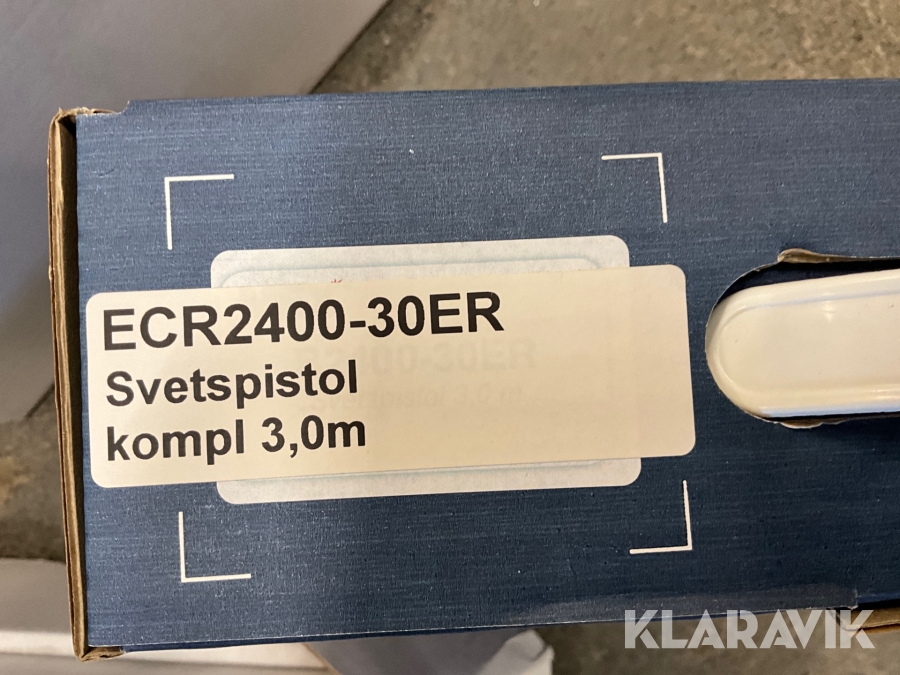 ECR2400-30ER
Svetspistol
kompl 3,0m
KLARAVIK